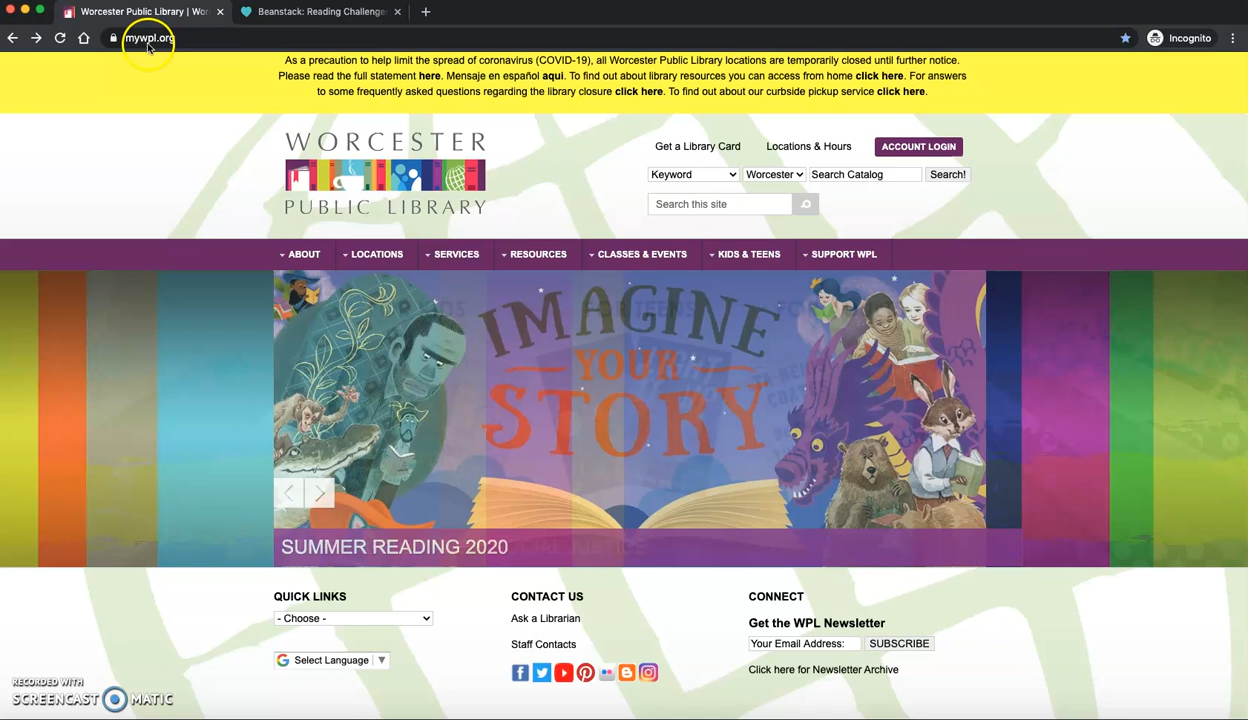 Worcester Public Library | Wor
Beanstack: Reading Challenge
mywpl.org
Incognito
As a precaution to help limit the spread of coronavirus (COVID-19), all Worcester Public Library locations are temporarily closed until further notice.
Please read the full statement here. Mensaje en español aqui. To find out about library resources you can access from home click here. For answers
to some frequently asked questions regarding the library closure click here. To find out about our curbside pickup service click here.
WORCESTER
PUBLIC LIBRARY
Get a Library Card
Locations & Hours
ACCOUNT LOGIN
Keyword
Worcester
Search Catalog
Search!
Search this site
ABOUT
LOCATIONS
SERVICES
RESOURCES
CLASSES & EVENTS
KIDS & TEENS
SUPPORT WPL
FOR TEENS
IMAGINE
YOUR
STORY
SUMMER READING 2020
QUICK LINKS
CONTACT US
CONNECT
- Choose -
Ask a Librarian
Get the WPL Newsletter
Staff Contacts
Your Email Address:
SUBSCRIBE
Select Language
Click here for Newsletter Archive
RECORDED WITH
SCREENCAST MATIC